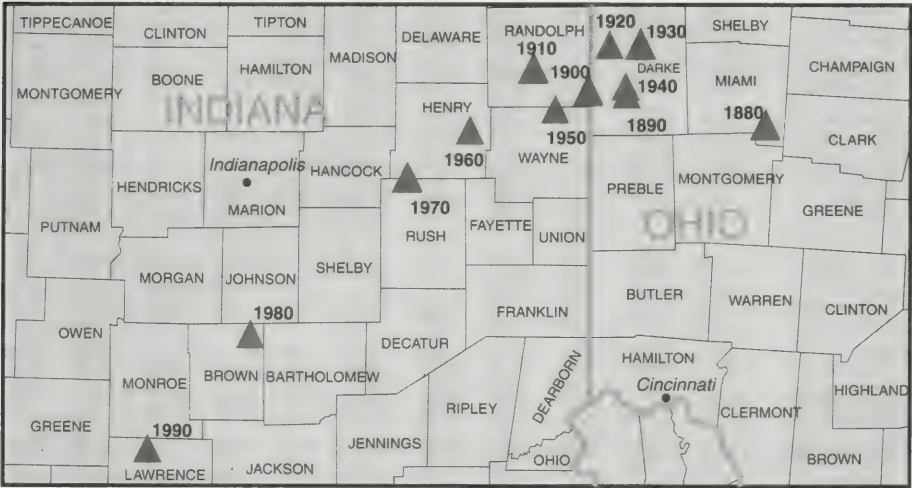 TIPPECANOE
CLINTON
TIPTON
MADISON
DELAWARE
RANDOLPH
1910
1900
1920
1930
SHELBY
DARKE
1940
1890
MIAMI
1880
CHAMPAIGN
CLARK
MONTGOMERY
BOONE
HAMILTON
INDIANA
HENRY
1960
1950
WAYNE
HANCOCK
Indianapolis
MARION
HENDRICKS
PUTNAM
1970
RUSH
FAYETTE
UNION
PREBLE
MONTGOMERY
GREENE
OHIO
MORGAN
JOHNSON
SHELBY
FRANKLIN
BUTLER
WARREN
CLINTON
OWEN
1980
MONROE
BROWN
BARTHOLOMEW
DECATUR
DEARBORN
HAMILTON
Cincinnati
HIGHLAND
CLERMONT
GREENE
1990
LAWRENCE
JACKSON
JENNINGS
RIPLEY
OHIO
BROWN